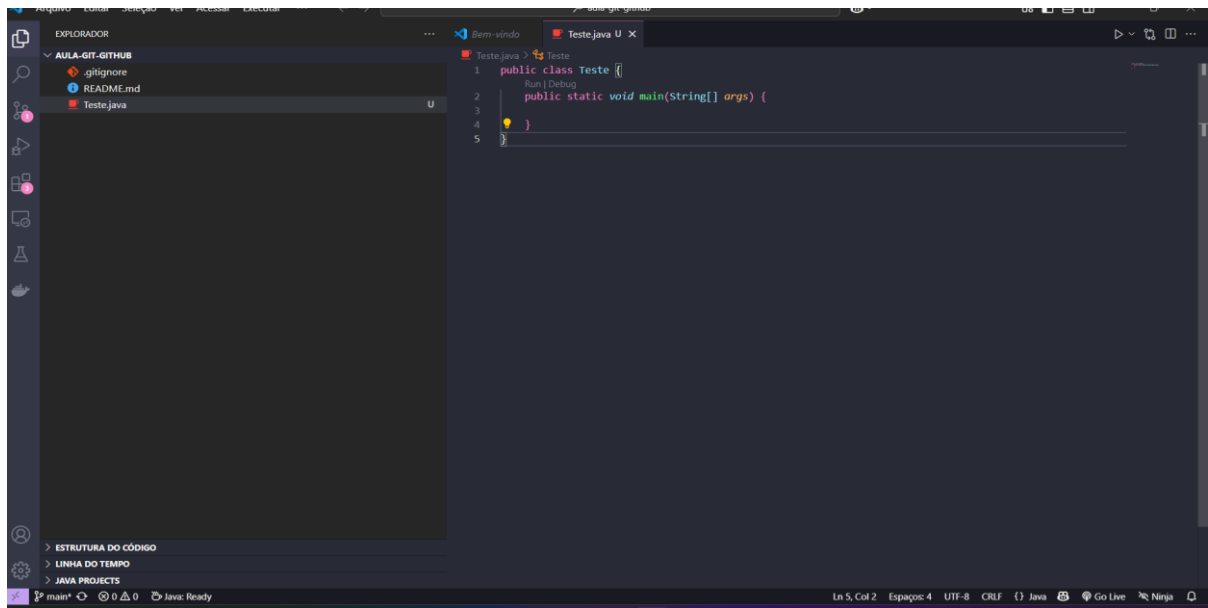 Arquivo Editar Seleção Ver Acessar Executar ··· aula-git-github
EXPLORADOR ···
AULA-GIT-GITHUB
.gitignore
README.md
Teste.java U
Bem-vindo
Teste.java U
Teste.java > Teste
1 public class Teste {
Run | Debug
2 public static void main(String[] args) {
3
4 }
5 }
1
3
ESTRUTURA DO CÓDIGO
LINHA DO TEMPO
JAVA PROJECTS
main* 0 0 Java: Ready
Ln 5, Col 2 Espaços: 4 UTF-8 CRLF {} Java Go Live Ninja